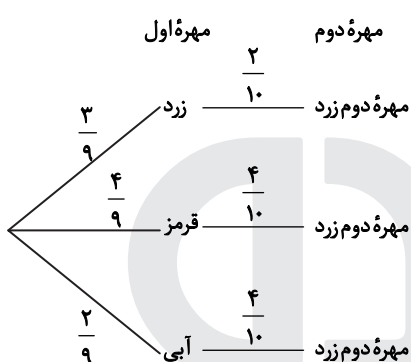 مهرهٔ اول مهرهٔ دوم
۳/۹ زرد ۲/۱۰ مهرهٔ دوم زرد
۴/۹ قرمز ۴/۱۰ مهرهٔ دوم زرد
۲/۹ آبی ۴/۱۰ مهرهٔ دوم زرد